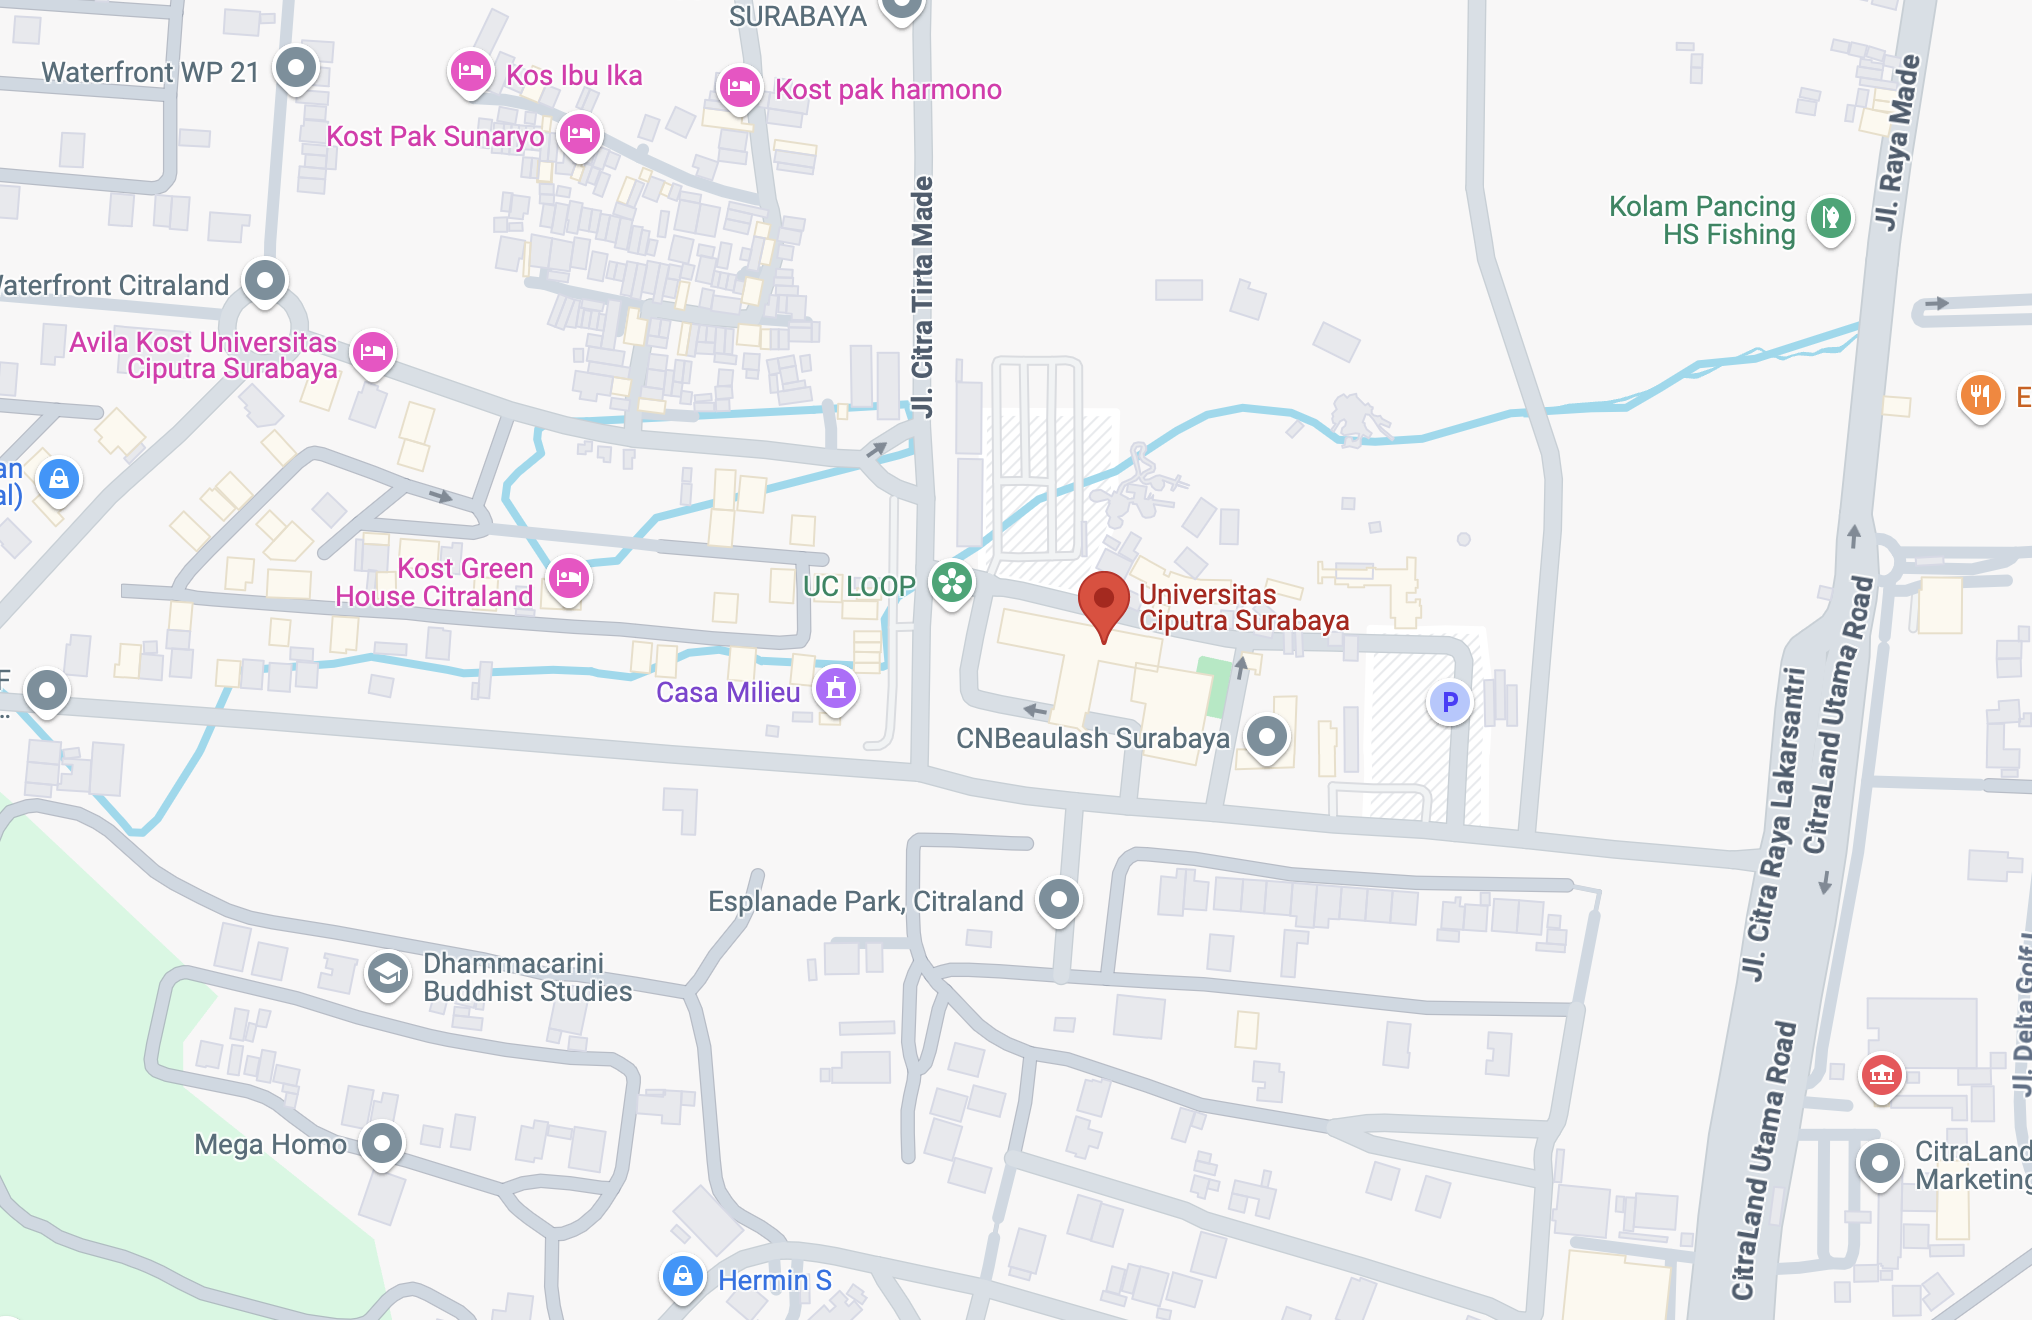 SURABAYA
Waterfront WP 21
Kos Ibu Ika
Kost pak harmono
Kost Pak Sunaryo
Jl. Raya Made
Kolam Pancing
HS Fishing
Jl. Citra Tirta Made
Waterfront Citraland
Avila Kost Universitas
Ciputra Surabaya
E
an
al)
Kost Green
House Citraland
UC LOOP
Universitas
Ciputra Surabaya
CitraLand Utama Road
F
..
Casa Milieu
P
CNBeaulash Surabaya
Jl. Citra Raya Lakarsantri
Esplanade Park, Citraland
Dhammacarini
Buddhist Studies
Jl. Delta Golf I
CitraLand Utama Road
Mega Homo
CitraLand
Marketing
Hermin S